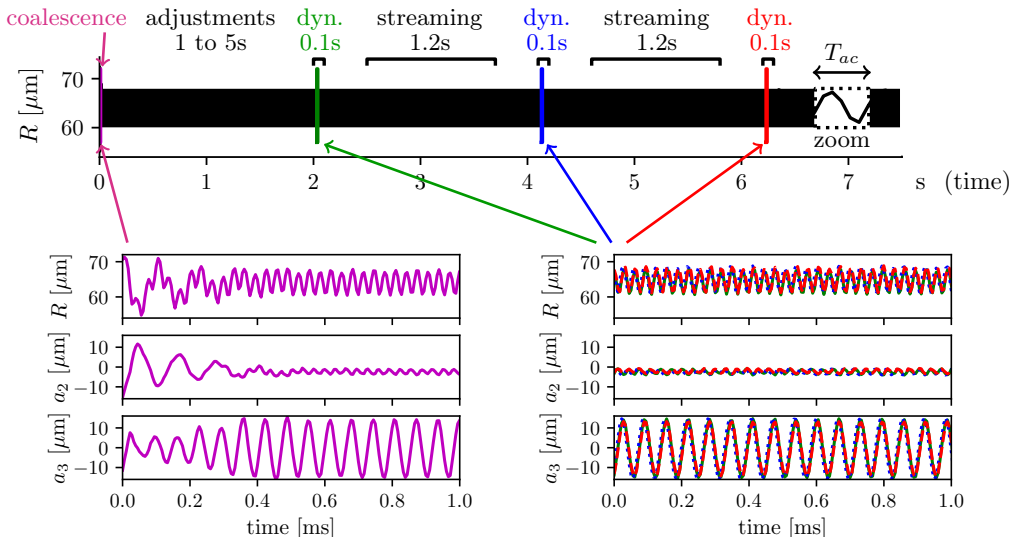 coalescence adjustments dyn. streaming dyn. streaming dyn.
1 to 5s 0.1s 1.2s 0.1s 1.2s 0.1s
T_ac
70
60
R [μm]
zoom
0 1 2 3 4 5 6 7 s (time)
70
60
R [μm]
10
0
−10
a_2 [μm]
10
0
−10
a_3 [μm]
0.0 0.2 0.4 0.6 0.8 1.0
time [ms]
70
60
R [μm]
10
0
−10
a_2 [μm]
10
0
−10
a_3 [μm]
0.0 0.2 0.4 0.6 0.8 1.0
time [ms]